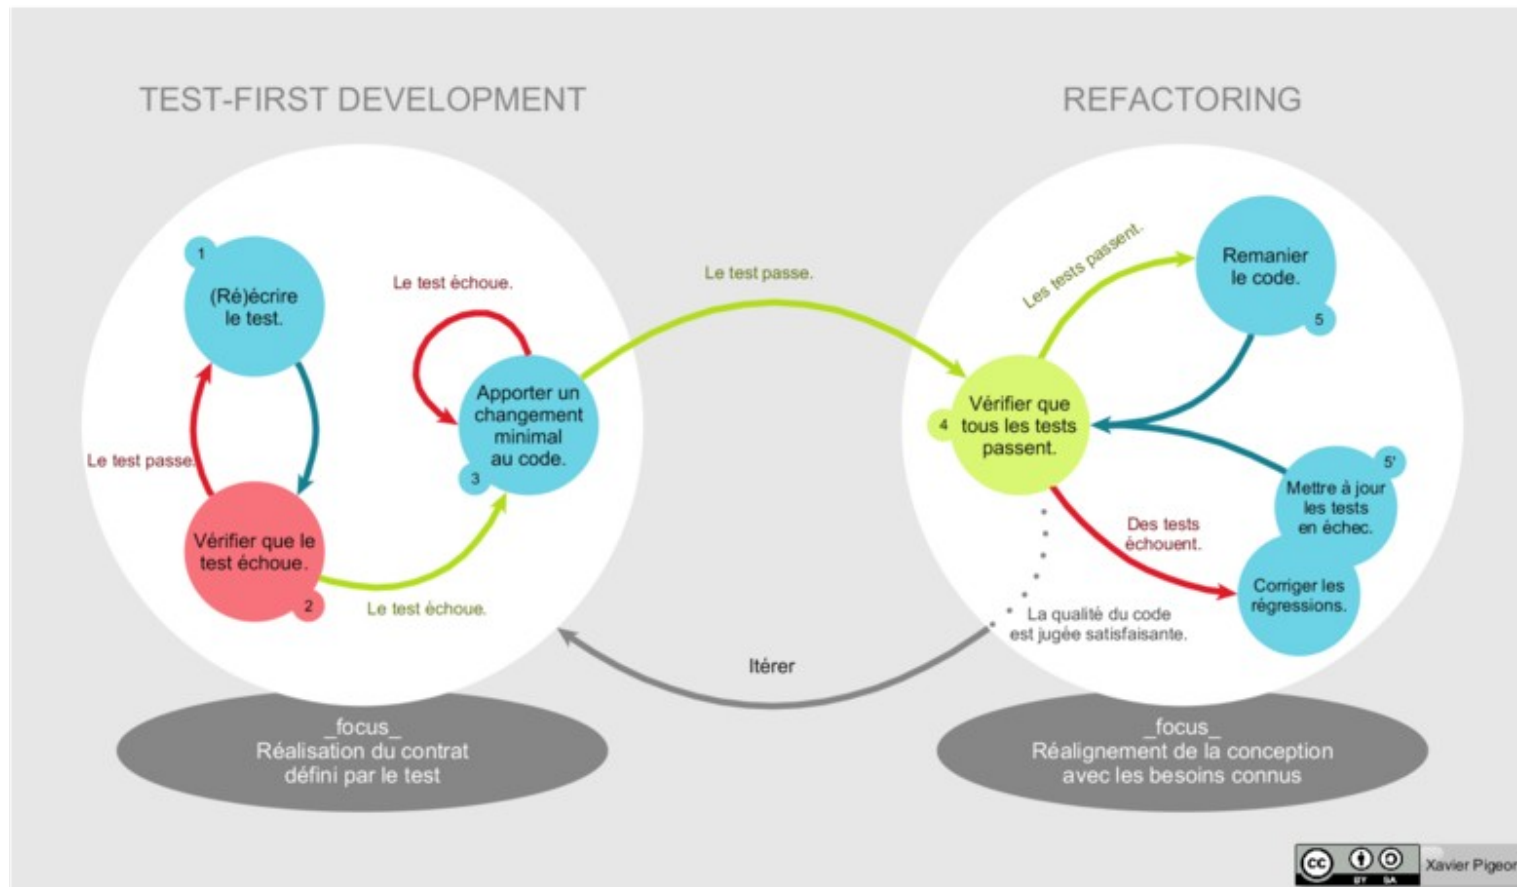 TEST-FIRST DEVELOPMENT
REFACTORING
1
(Ré)écrire
le test.
Le test passe.
Vérifier que le
test échoue.
2
Le test échoue.
Le test échoue.
Apporter un
changement
minimal
au code.
3
Le test passe.
Les tests passent.
Remanier
le code.
5
4
Vérifier que
tous les tests
passent.
5'
Mettre à jour
les tests
en échec.
Des tests
échouent.
Corriger les
régressions.
La qualité du code
est jugée satisfaisante.
Itérer
_focus_
Réalisation du contrat
défini par le test
_focus_
Réalignement de la conception
avec les besoins connus
cc
BY SA
Xavier Pigeon